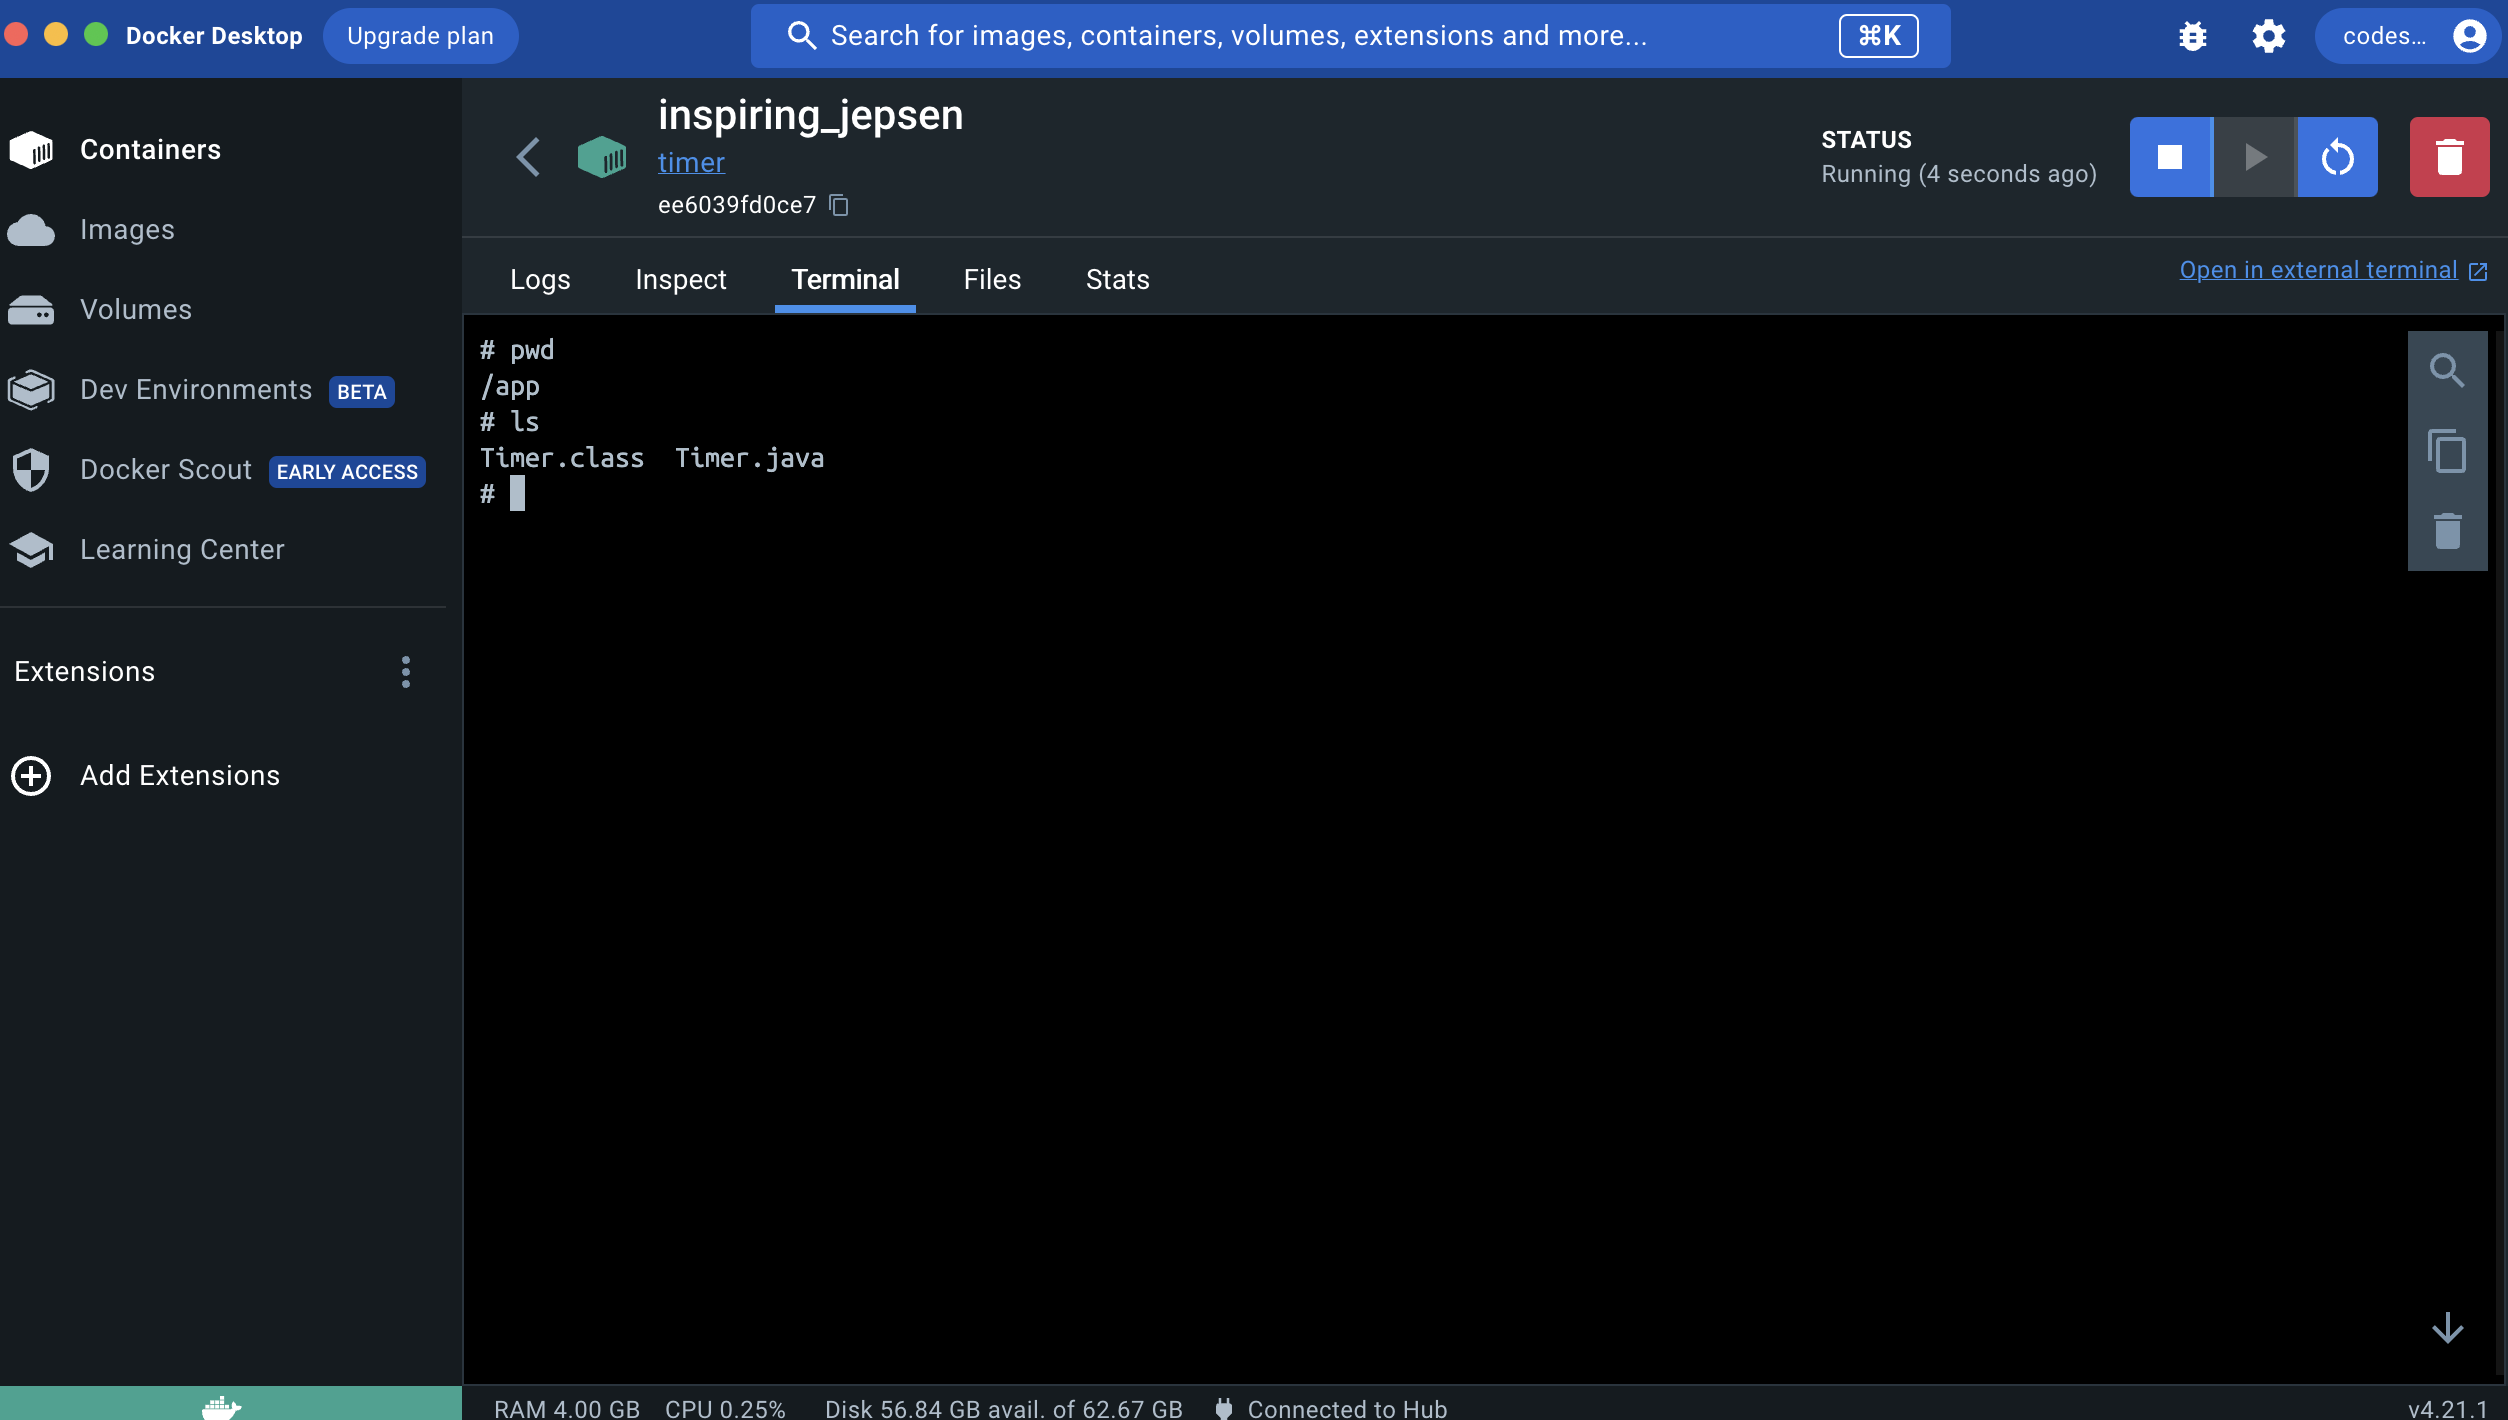 Docker Desktop
Upgrade plan
Search for images, containers, volumes, extensions and more...
⌘K
codes...
Containers
Images
Volumes
Dev Environments BETA
Docker Scout EARLY ACCESS
Learning Center
Extensions
Add Extensions
inspiring_jepsen
timer
ee6039fd0ce7
STATUS
Running (4 seconds ago)
Logs
Inspect
Terminal
Files
Stats
Open in external terminal
# pwd
/app
# ls
Timer.class  Timer.java
#
RAM 4.00 GB
CPU 0.25%
Disk 56.84 GB avail. of 62.67 GB
Connected to Hub
v4.21.1